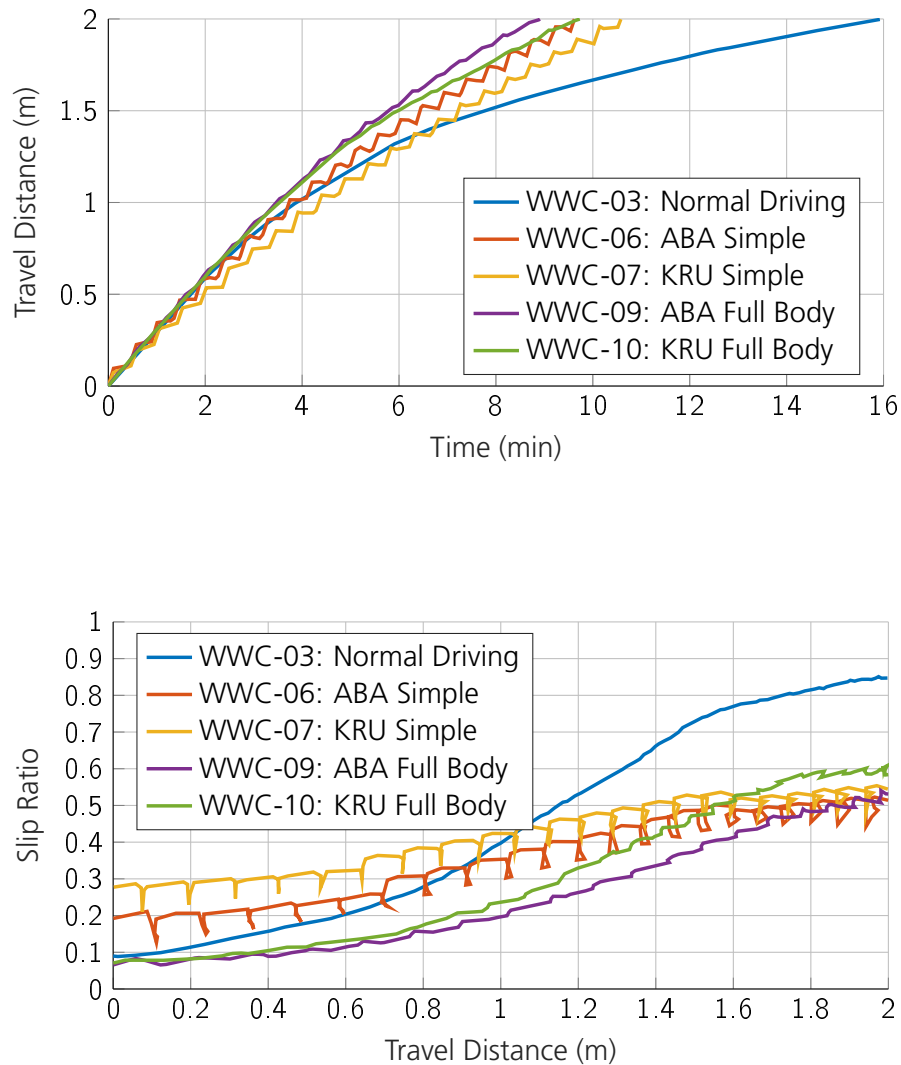 2
1.5
1
0.5
0
Travel Distance (m)
WWC-03: Normal Driving
WWC-06: ABA Simple
WWC-07: KRU Simple
WWC-09: ABA Full Body
WWC-10: KRU Full Body
0 2 4 6 8 10 12 14 16
Time (min)
1
0.9
0.8
0.7
0.6
0.5
0.4
0.3
0.2
0.1
0
Slip Ratio
WWC-03: Normal Driving
WWC-06: ABA Simple
WWC-07: KRU Simple
WWC-09: ABA Full Body
WWC-10: KRU Full Body
0 0.2 0.4 0.6 0.8 1 1.2 1.4 1.6 1.8 2
Travel Distance (m)